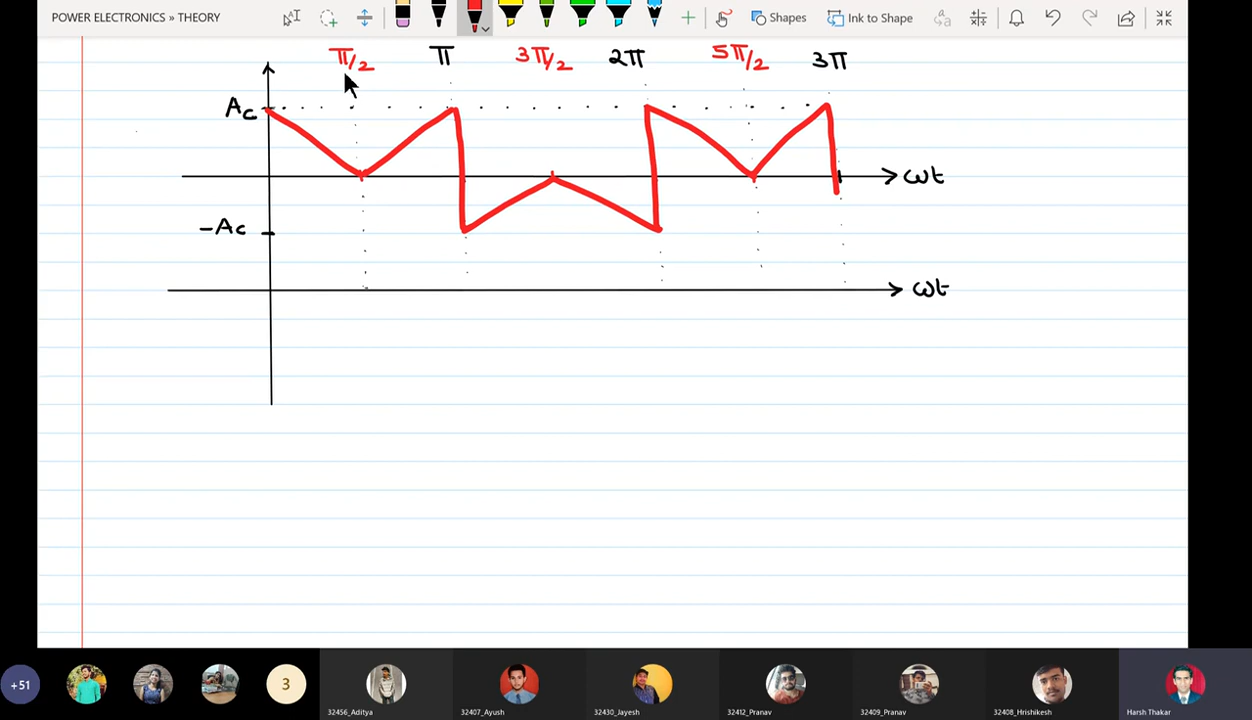 POWER ELECTRONICS » THEORY
Shapes
Ink to Shape
π/2 π 3π/2 2π 5π/2 3π
Ac
ωt
-Ac
ωt
+51
3
32456_Aditya
32407_Ayush
32430_Jayesh
32412_Pranav
32409_Pranav
32408_Hrishikesh
Harsh Thakar